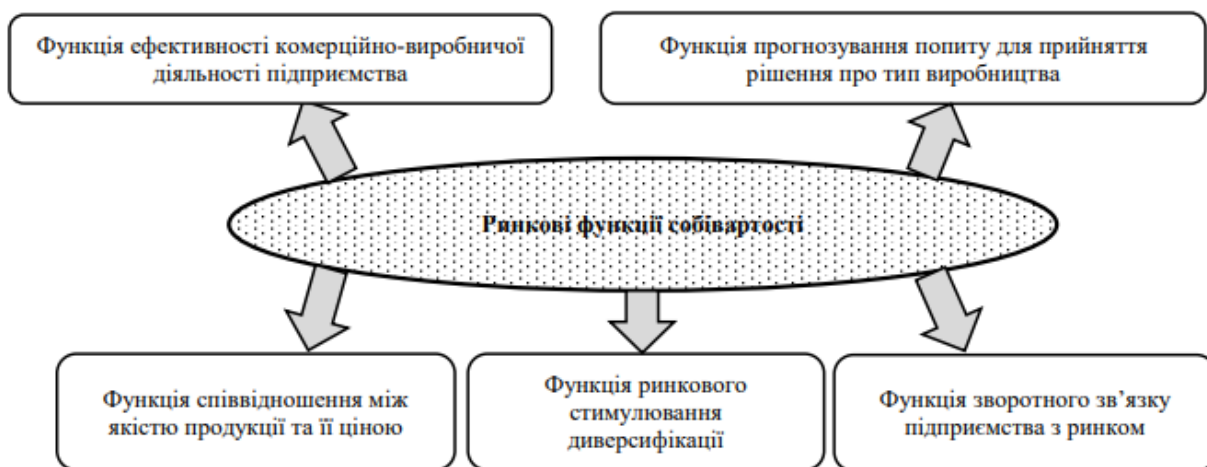 Функція ефективності комерційно-виробничої
діяльності підприємства
Функція прогнозування попиту для прийняття
рішення про тип виробництва
Ринкові функції собівартості
Функція співвідношення між
якістю продукції та її ціною
Функція ринкового
стимулювання
диверсифікації
Функція зворотного зв’язку
підприємства з ринком